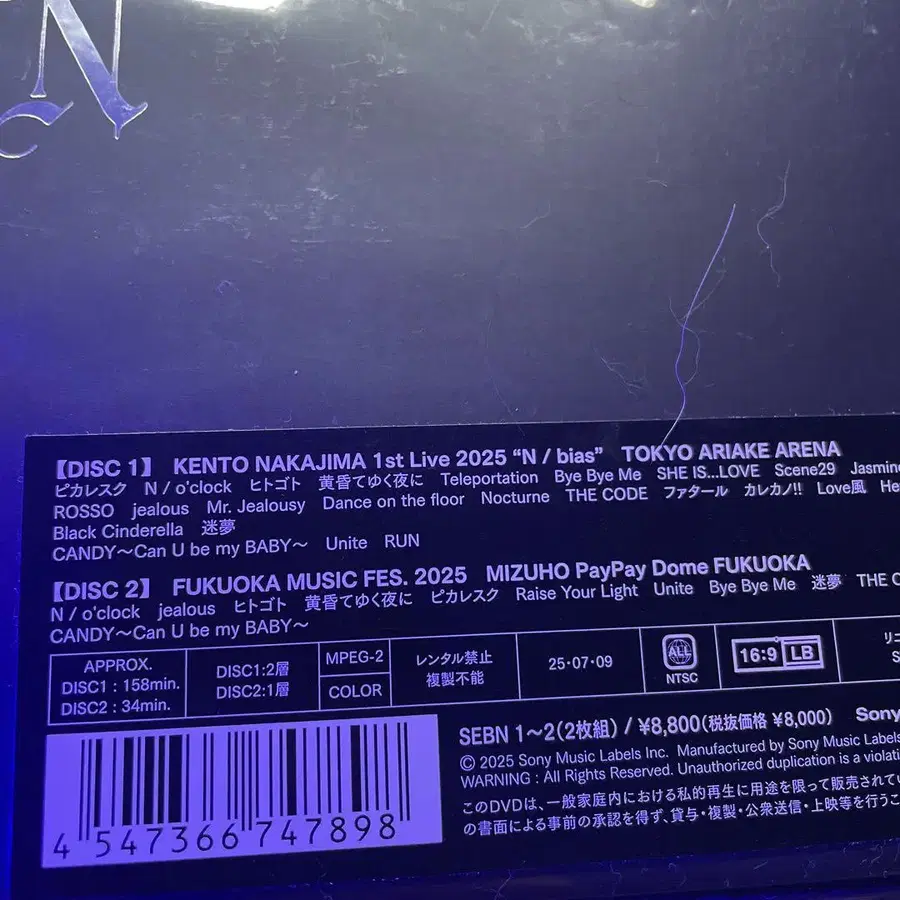 N
【DISC 1】 KENTO NAKAJIMA 1st Live 2025 “N / bias” TOKYO ARIAKE ARENA
ピカレスク N / o'clock ヒトゴト 黄昏てゆく夜に Teleportation Bye Bye Me SHE IS...LOVE Scene29 Jasmine
ROSSO jealous Mr. Jealousy Dance on the floor Nocturne THE CODE ファタール カレカノ!! Love風
Black Cinderella 迷夢
CANDY〜Can U be my BABY〜 Unite RUN
【DISC 2】 FUKUOKA MUSIC FES. 2025 MIZUHO PayPay Dome FUKUOKA
N / o'clock jealous ヒトゴト 黄昏てゆく夜に ピカレスク Raise Your Light Unite Bye Bye Me 迷夢 THE
CANDY〜Can U be my BABY〜
APPROX.
DISC1 : 158min.
DISC2 : 34min.
DISC1:2層
DISC2:1層
MPEG-2
COLOR
レンタル禁止
複製不能
25·07·09
ALL
NTSC
16:9 LB
SEBN 1〜2(2枚組) / ¥8,800(税抜価格 ¥8,000) Sony
© 2025 Sony Music Labels Inc. Manufactured by Sony Music Labels
WARNING : All Rights Reserved. Unauthorized duplication is a
このDVDは、一般家庭内における私的再生に用途を限って販売されてい
の書面による事前の承認を得ず、貸与・複製・公衆送信・上映等を行うこ
4 547366 747898